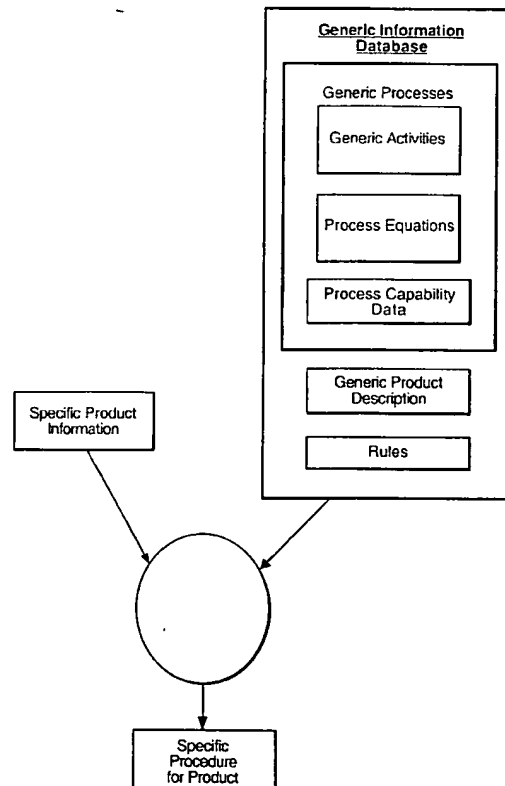 Generic Information
Database
Generic Processes
Generic Activities
Process Equations
Process Capability
Data
Generic Product
Description
Rules
Specific Product
Information
Specific
Procedure
for Product